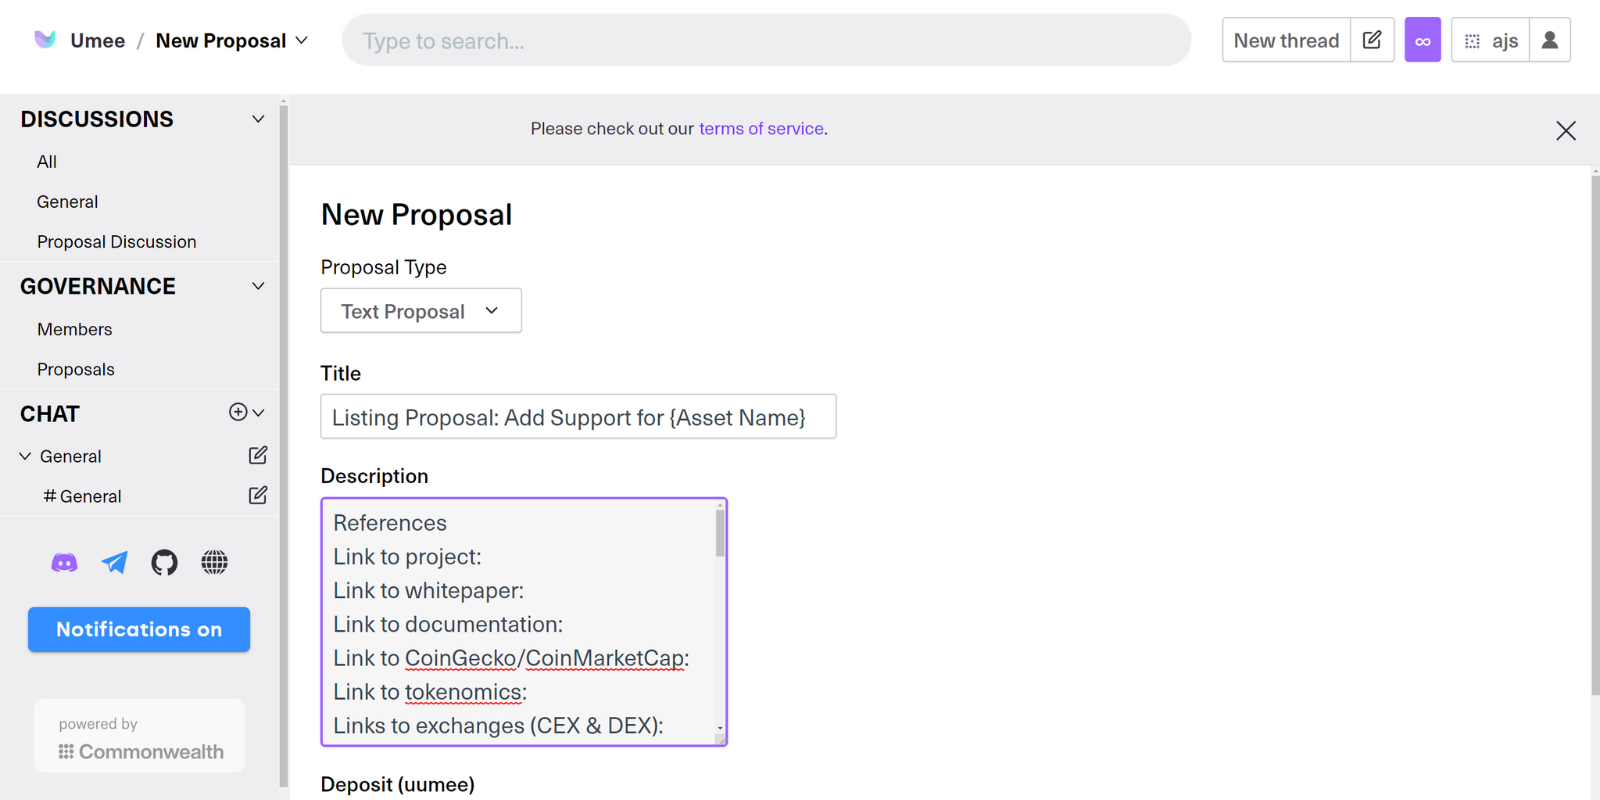 Umee / New Proposal
Type to search...
New thread
∞
ajs
DISCUSSIONS
All
General
Proposal Discussion
GOVERNANCE
Members
Proposals
CHAT
General
# General
Notifications on
powered by
Commonwealth
Please check out our terms of service.
New Proposal
Proposal Type
Text Proposal
Title
Listing Proposal: Add Support for {Asset Name}
Description
References
Link to project:
Link to whitepaper:
Link to documentation:
Link to CoinGecko/CoinMarketCap:
Link to tokenomics:
Links to exchanges (CEX & DEX):
Deposit (uumee)